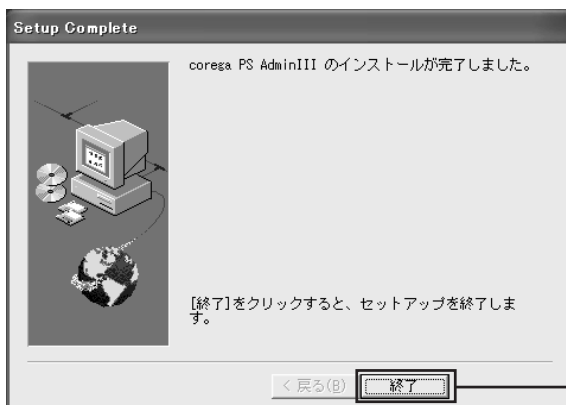 Setup Complete
corega PS AdminIII のインストールが完了しました。
[終了]をクリックすると、セットアップを終了しま
す。
< 戻る(B)
終了